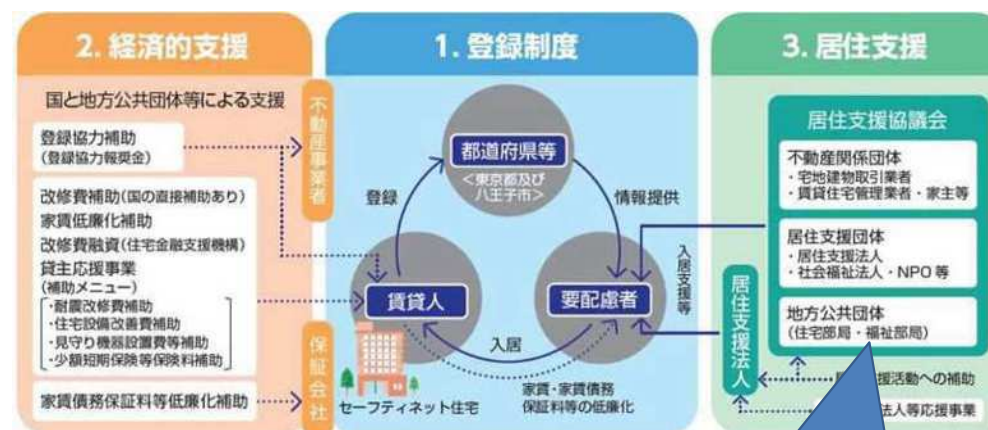 2. 経済的支援
国と地方公共団体等による支援
登録協力補助
(登録協力報奨金)
改修費補助(国の直接補助あり)
家賃低廉化補助
改修費融資(住宅金融支援機構)
貸主応援事業
(補助メニュー)
・耐震改修費補助
・住宅設備改善費補助
・見守り機器設置費等補助
・少額短期保険等保険料補助
家賃債務保証料等低廉化補助
不動産事業者
保証会社
1. 登録制度
都道府県等
<東京都及び
八王子市>
登録
情報提供
賃貸人
要配慮者
入居
セーフティネット住宅
家賃・家賃債務
保証料等の低廉化
入居支援等
3. 居住支援
居住支援協議会
不動産関係団体
・宅地建物取引業者
・賃貸住宅管理業者・家主等
居住支援団体
・居住支援法人
・社会福祉法人・NPO 等
地方公共団体
(住宅部局・福祉部局)
居住支援法人
援活動への補助
法人等応援事業